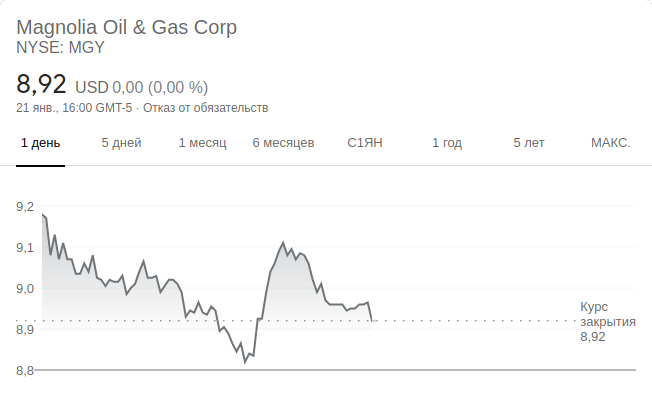 Magnolia Oil & Gas Corp
NYSE: MGY
8,92 USD 0,00 (0,00 %)
21 янв., 16:00 GMT-5 · Отказ от обязательств
1 день 5 дней 1 месяц 6 месяцев С1ЯН 1 год 5 лет МАКС.
9,2
9,1
9,0
8,9
8,8
Курс
закрытия
8,92